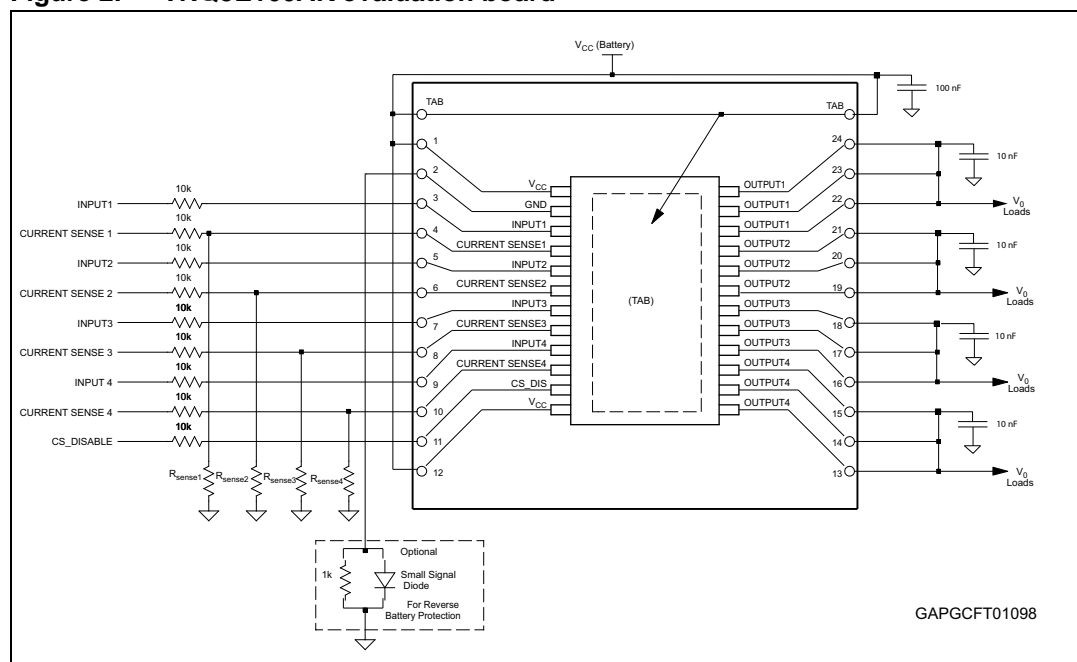 Figure 2. evaluation board
V_CC (Battery)
100 nF
TAB
TAB
1
2
3
4
5
6
7
8
9
10
11
12
24
23
22
21
20
19
18
17
16
15
14
13
INPUT1
10k
CURRENT SENSE 1
10k
INPUT2
10k
CURRENT SENSE 2
10k
INPUT3
10k
CURRENT SENSE 3
10k
INPUT 4
10k
CURRENT SENSE 4
10k
CS_DISABLE
10k
R_sense1
R_sense2
R_sense3
R_sense4
V_CC
GND
INPUT1
CURRENT SENSE1
INPUT2
CURRENT SENSE2
INPUT3
CURRENT SENSE3
INPUT4
CURRENT SENSE4
CS_DIS
V_CC
(TAB)
OUTPUT1
OUTPUT1
OUTPUT1
OUTPUT2
OUTPUT2
OUTPUT2
OUTPUT3
OUTPUT3
OUTPUT3
OUTPUT4
OUTPUT4
OUTPUT4
10 nF
V_0
Loads
10 nF
V_0
Loads
10 nF
V_0
Loads
10 nF
V_0
Loads
Optional
1k
Small Signal
Diode
For Reverse
Battery Protection
GAPGCFT01098